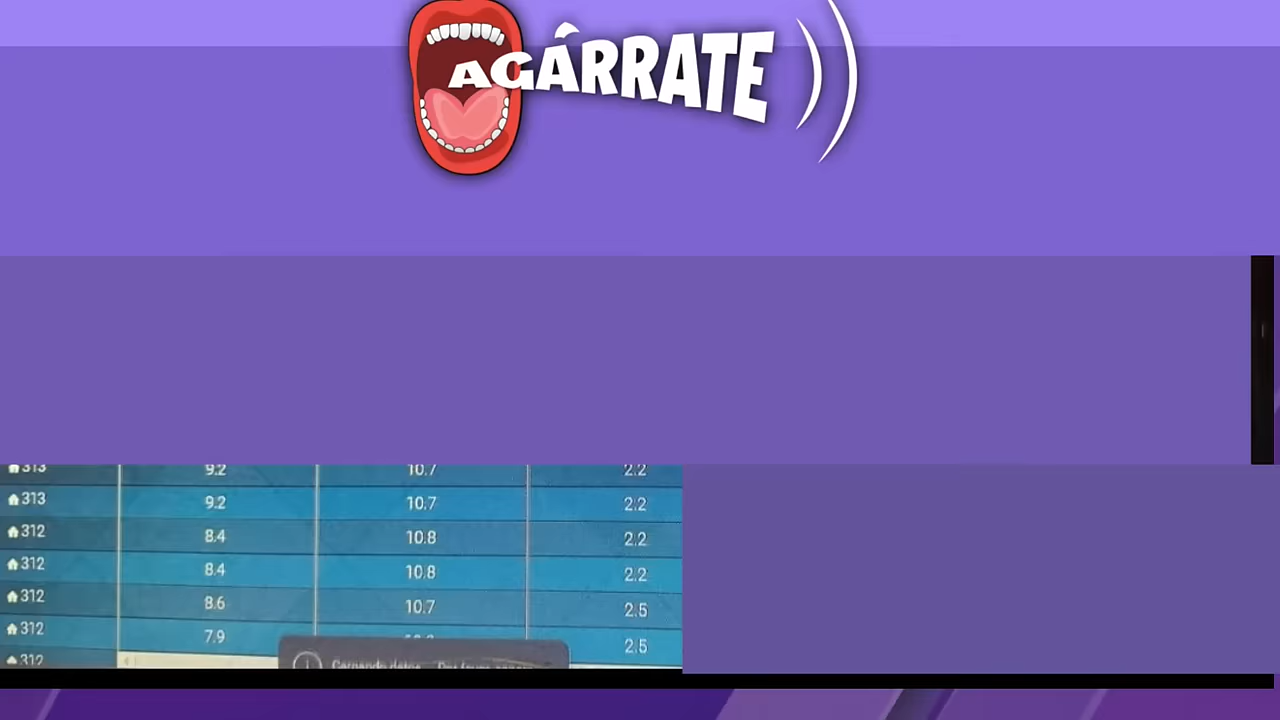 AGÁRRATE
313 9.2 10.7 2.2
313 9.2 10.7 2.2
312 8.4 10.8 2.2
312 8.4 10.8 2.2
312 8.6 10.7 2.5
312 7.9 2.5
312
Cargando datos